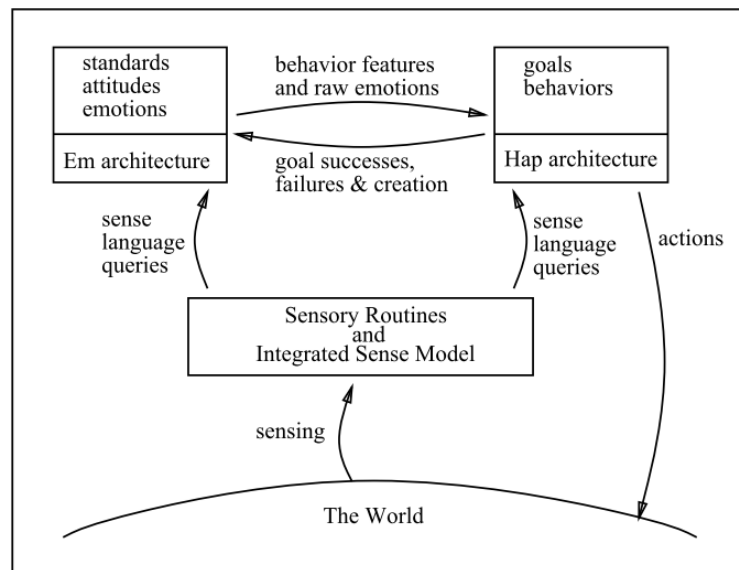 standards
attitudes
emotions
Em architecture
behavior features
and raw emotions
goal successes,
failures & creation
goals
behaviors
Hap architecture
sense
language
queries
sense
language
queries
actions
Sensory Routines
and
Integrated Sense Model
sensing
The World